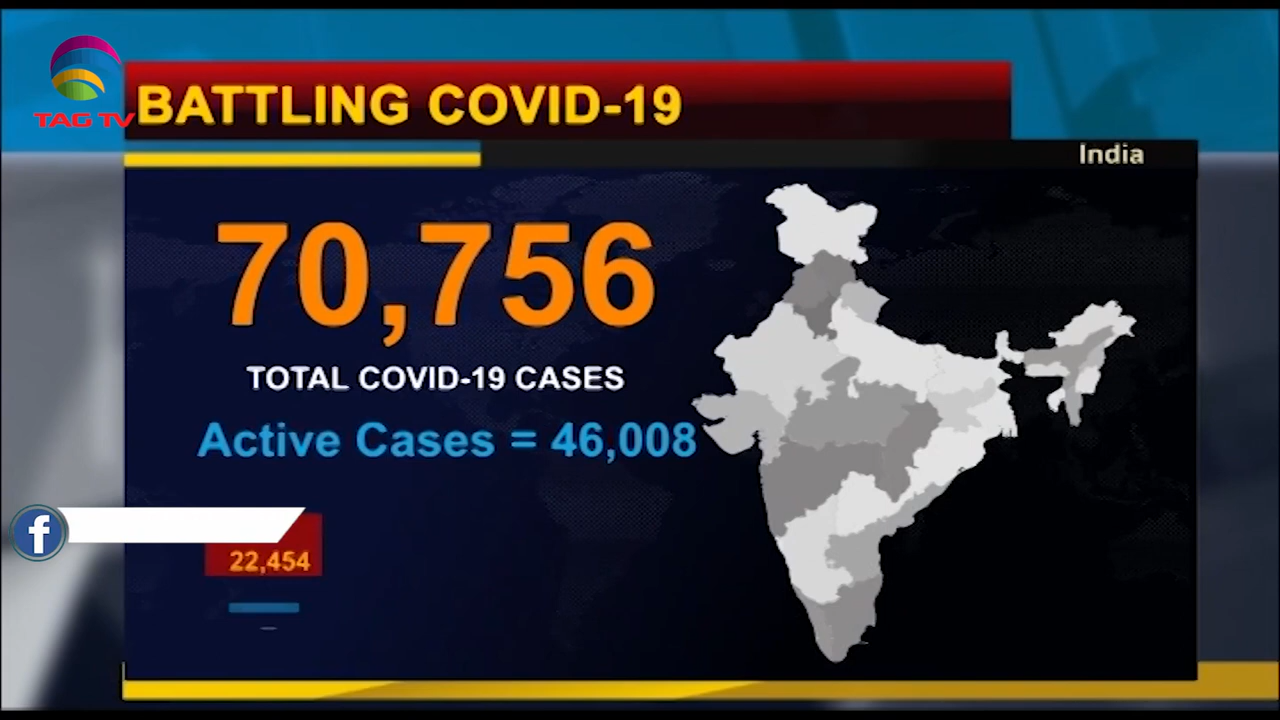 TAG TV
BATTLING COVID-19
India
70,756
TOTAL COVID-19 CASES
Active Cases = 46,008
f
22,454